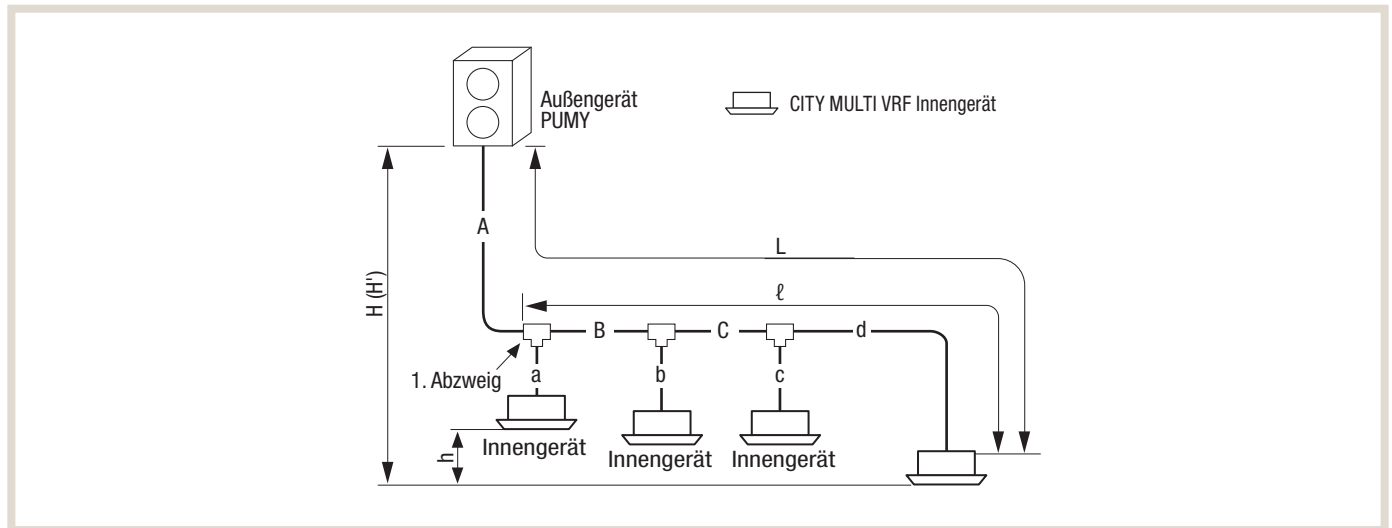 Außengerät
PUMY
CITY MULTI VRF Innengerät
A
L
H (H')
ℓ
B
C
d
1. Abzweig
a
b
c
Innengerät
Innengerät
Innengerät
h